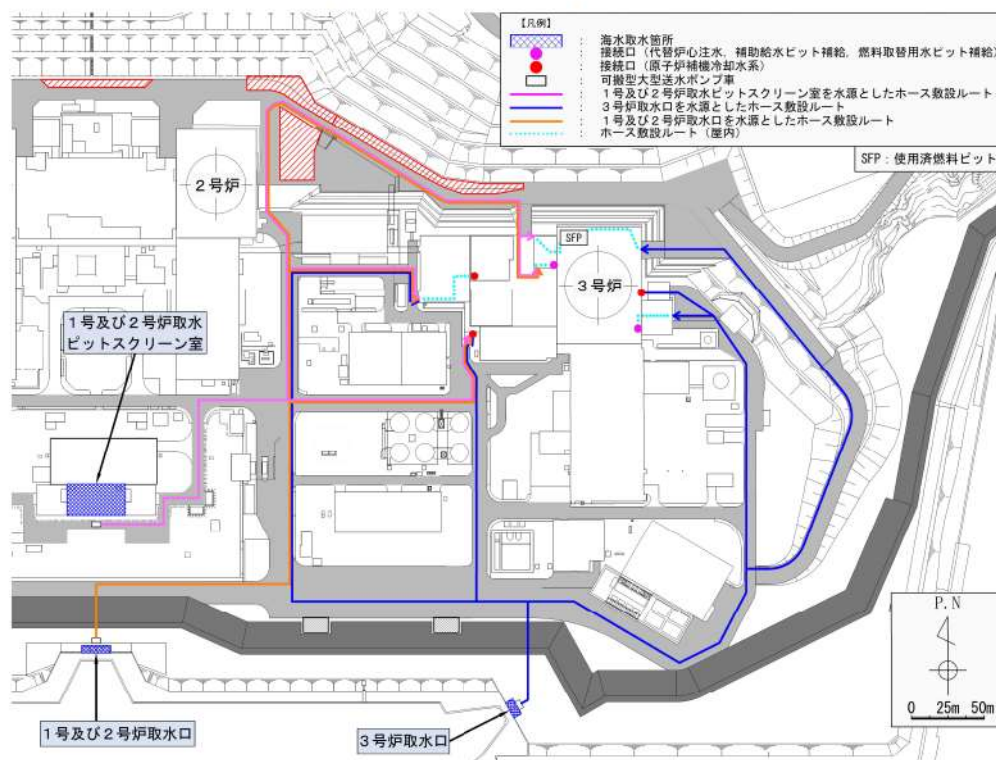 【凡例】
： 海水取水箇所
： 接続口（代替炉心注水，補助給水ピット補給，燃料取替用水ピット補給）
： 接続口（原子炉補機冷却水系）
： 可搬型大型送水ポンプ車
： 1号及び2号炉取水ピットスクリーン室を水源としたホース敷設ルート
： 3号炉取水口を水源としたホース敷設ルート
： 1号及び2号炉取水口を水源としたホース敷設ルート
： ホース敷設ルート（屋内）
SFP：使用済燃料ピット
2号炉
SFP
3号炉
1号及び2号炉取水
ピットスクリーン室
P.N
0 25m 50m
1号及び2号炉取水口
3号炉取水口